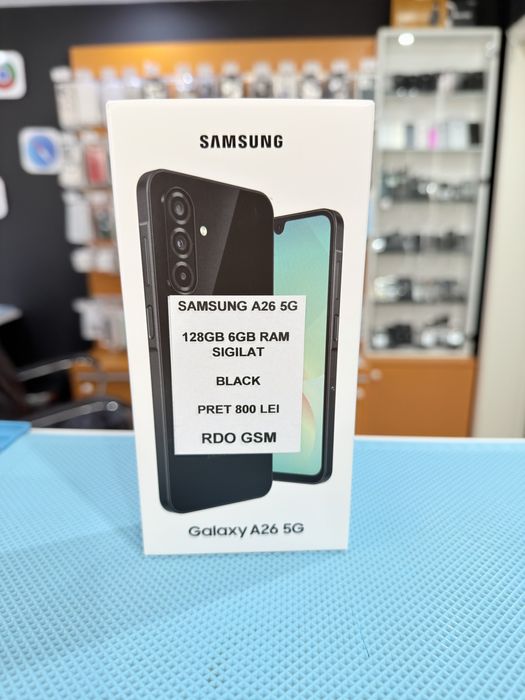 SAMSUNG
SAMSUNG A26 5G
128GB 6GB RAM
SIGILAT
BLACK
PRET 800 LEI
RDO GSM
Galaxy A26 5G